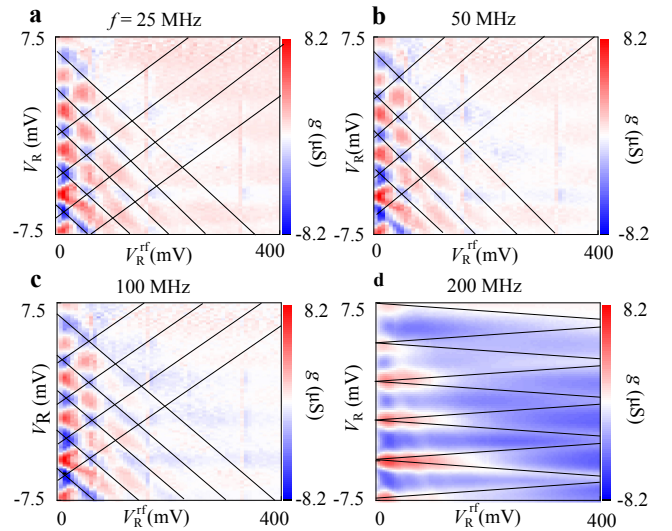 a f = 25 MHz
7.5
V_R (mV)
-7.5
0 V_R^rf (mV) 400
8.2
g (µS)
-8.2
b 50 MHz
7.5
V_R (mV)
-7.5
0 V_R^rf (mV) 400
8.2
g (µS)
-8.2
c 100 MHz
7.5
V_R (mV)
-7.5
0 V_R^rf (mV) 400
8.2
g (µS)
-8.2
d 200 MHz
7.5
V_R (mV)
-7.5
0 V_R^rf (mV) 400
8.2
g (µS)
-8.2